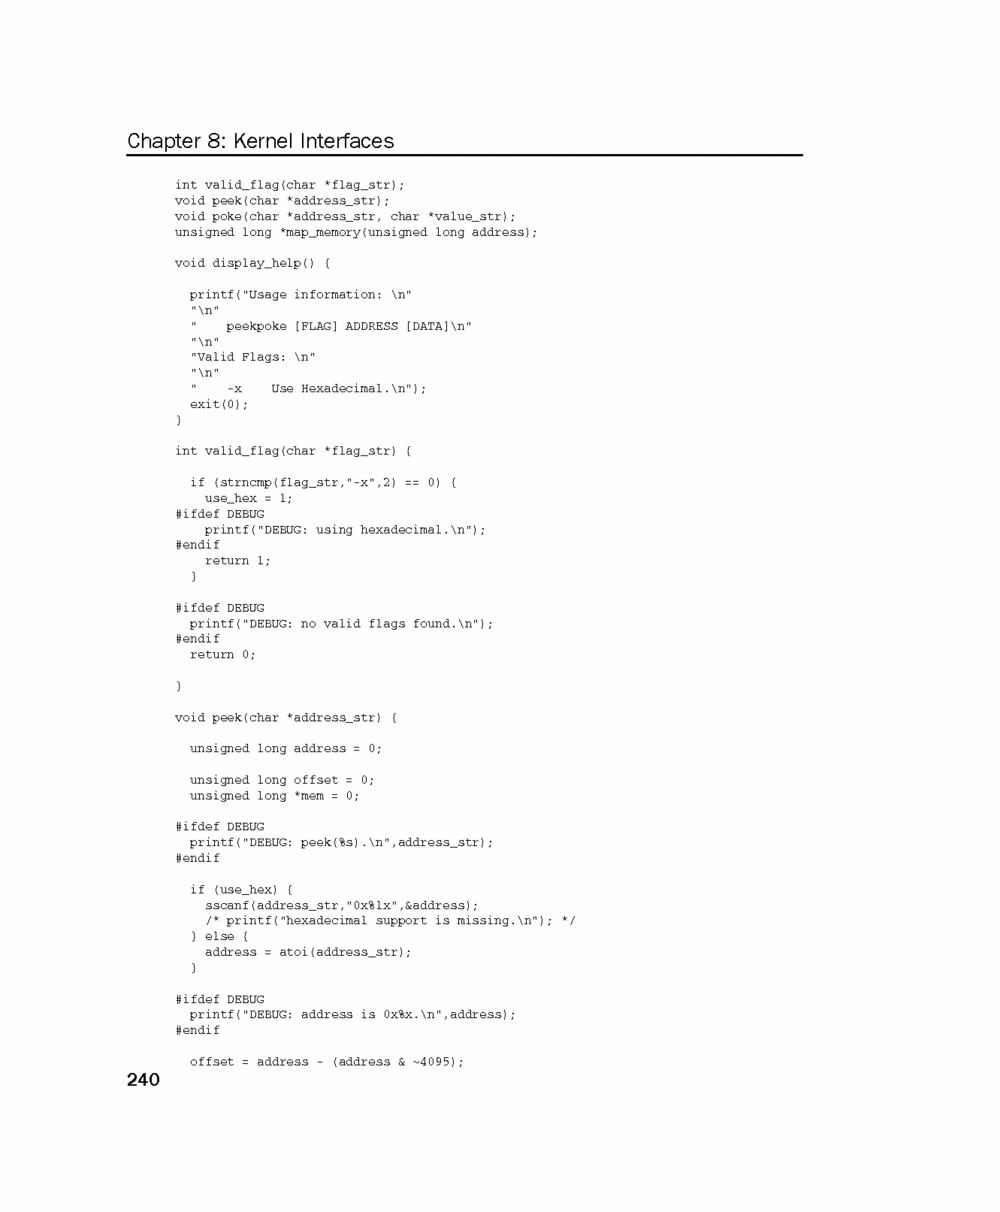 Chapter 8: Kernel Interfaces
int valid_flag(char *flag_str);
void peek(char *address_str);
void poke(char *address_str, char *value_str);
unsigned long *map_memory(unsigned long address);
void display_help() {
printf("Usage information: \n"
"\n"
"    peekpoke [FLAG] ADDRESS [DATA]\n"
"\n"
"Valid Flags: \n"
"\n"
"    -x    Use Hexadecimal.\n");
exit(0);
}
int valid_flag(char *flag_str) {
if (strncmp(flag_str,"-x",2) == 0) {
use_hex = 1;
#ifdef DEBUG
printf("DEBUG: using hexadecimal.\n");
#endif
return 1;
}
#ifdef DEBUG
printf("DEBUG: no valid flags found.\n");
#endif
return 0;
}
void peek(char *address_str) {
unsigned long address = 0;
unsigned long offset = 0;
unsigned long *mem = 0;
#ifdef DEBUG
printf("DEBUG: peek(%s).\n",address_str);
#endif
if (use_hex) {
sscanf(address_str,"0x%lx",&address);
/* printf("hexadecimal support is missing.\n"); */
} else {
address = atoi(address_str);
}
#ifdef DEBUG
printf("DEBUG: address is 0x%x.\n",address);
#endif
offset = address - (address & ~4095);
240